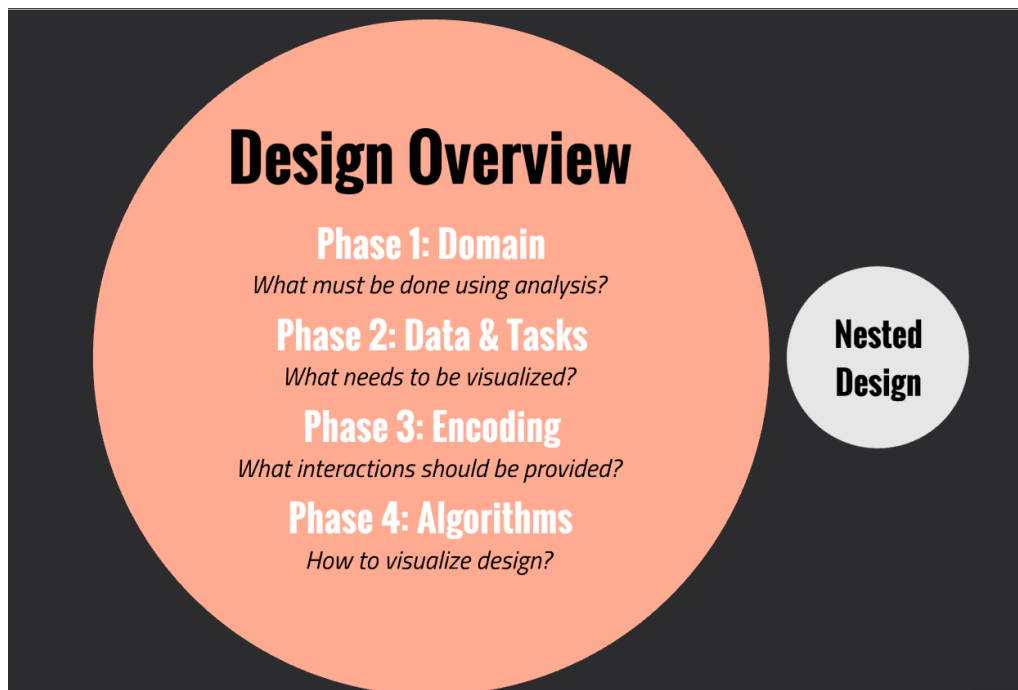 Design Overview
Phase 1: Domain
What must be done using analysis?
Phase 2: Data & Tasks
What needs to be visualized?
Phase 3: Encoding
What interactions should be provided?
Phase 4: Algorithms
How to visualize design?
Nested
Design